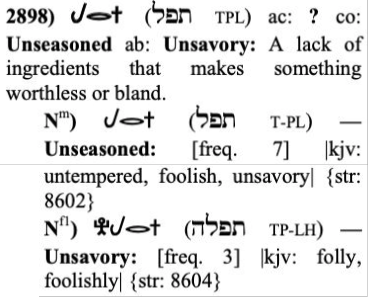 2898) (תפל TPL) ac: ? co:
Unseasoned ab: Unsavory: A lack of
ingredients that makes something
worthless or bland.
Nᵐ) (תפל T-PL) —
Unseasoned: [freq. 7] |kjv:
untempered, foolish, unsavory| {str:
8602}
Nᶠ¹) (תפלה TP-LH) —
Unsavory: [freq. 3] |kjv: folly,
foolishly| {str: 8604}